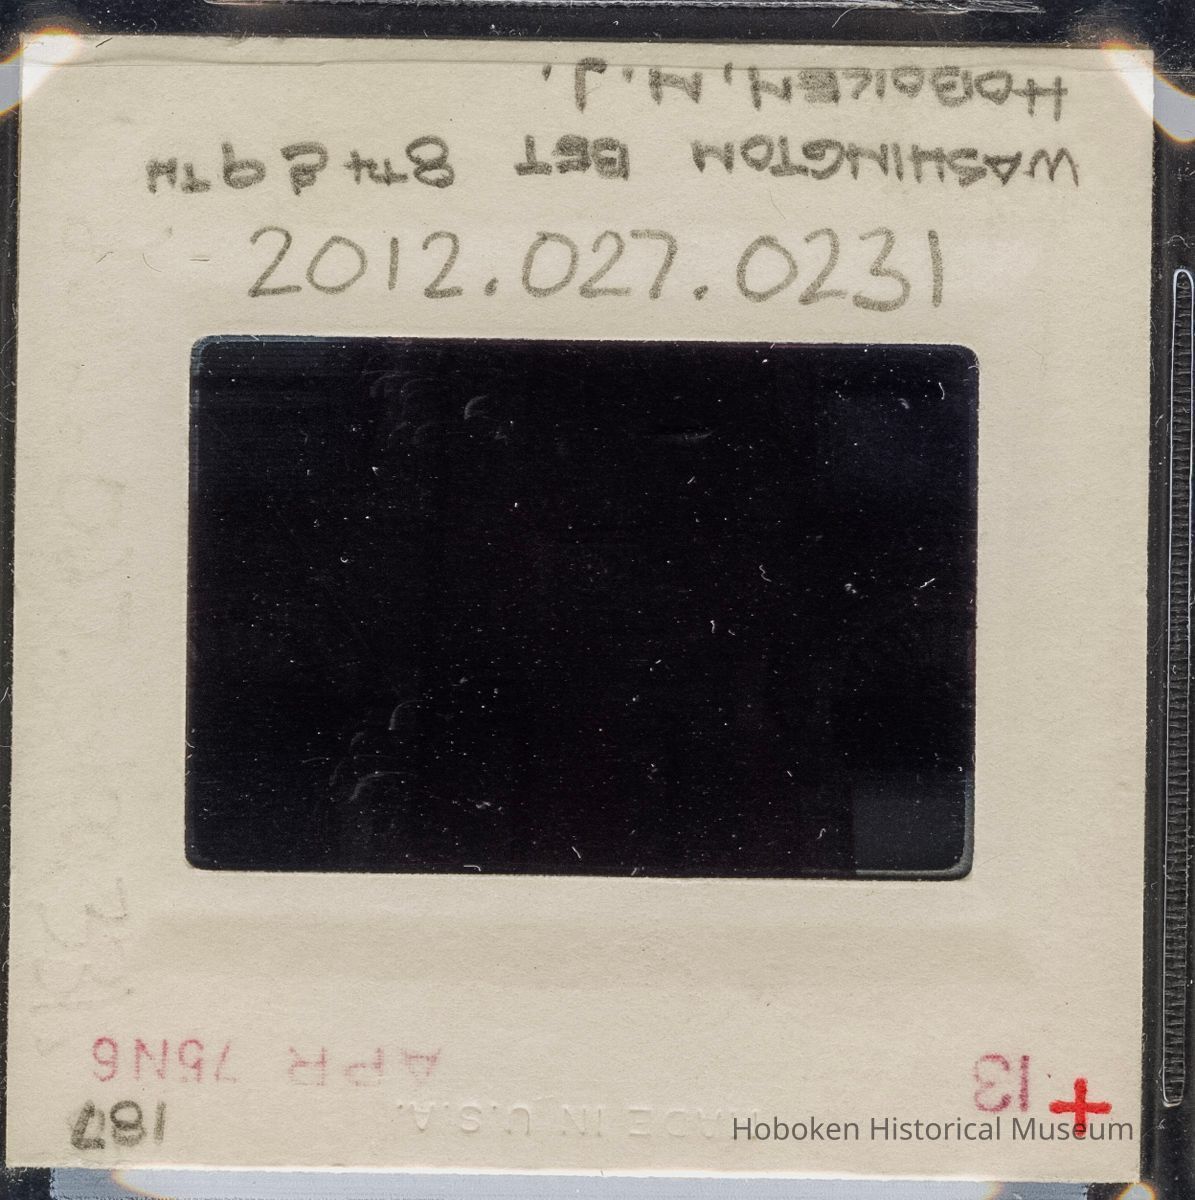 WASHINGTON BET 8TH & 9TH
HOBOKEN, N.J.
2012.027.0231
APR 75N6
13 +
187
MADE IN U.S.A.
Hoboken Historical Museum